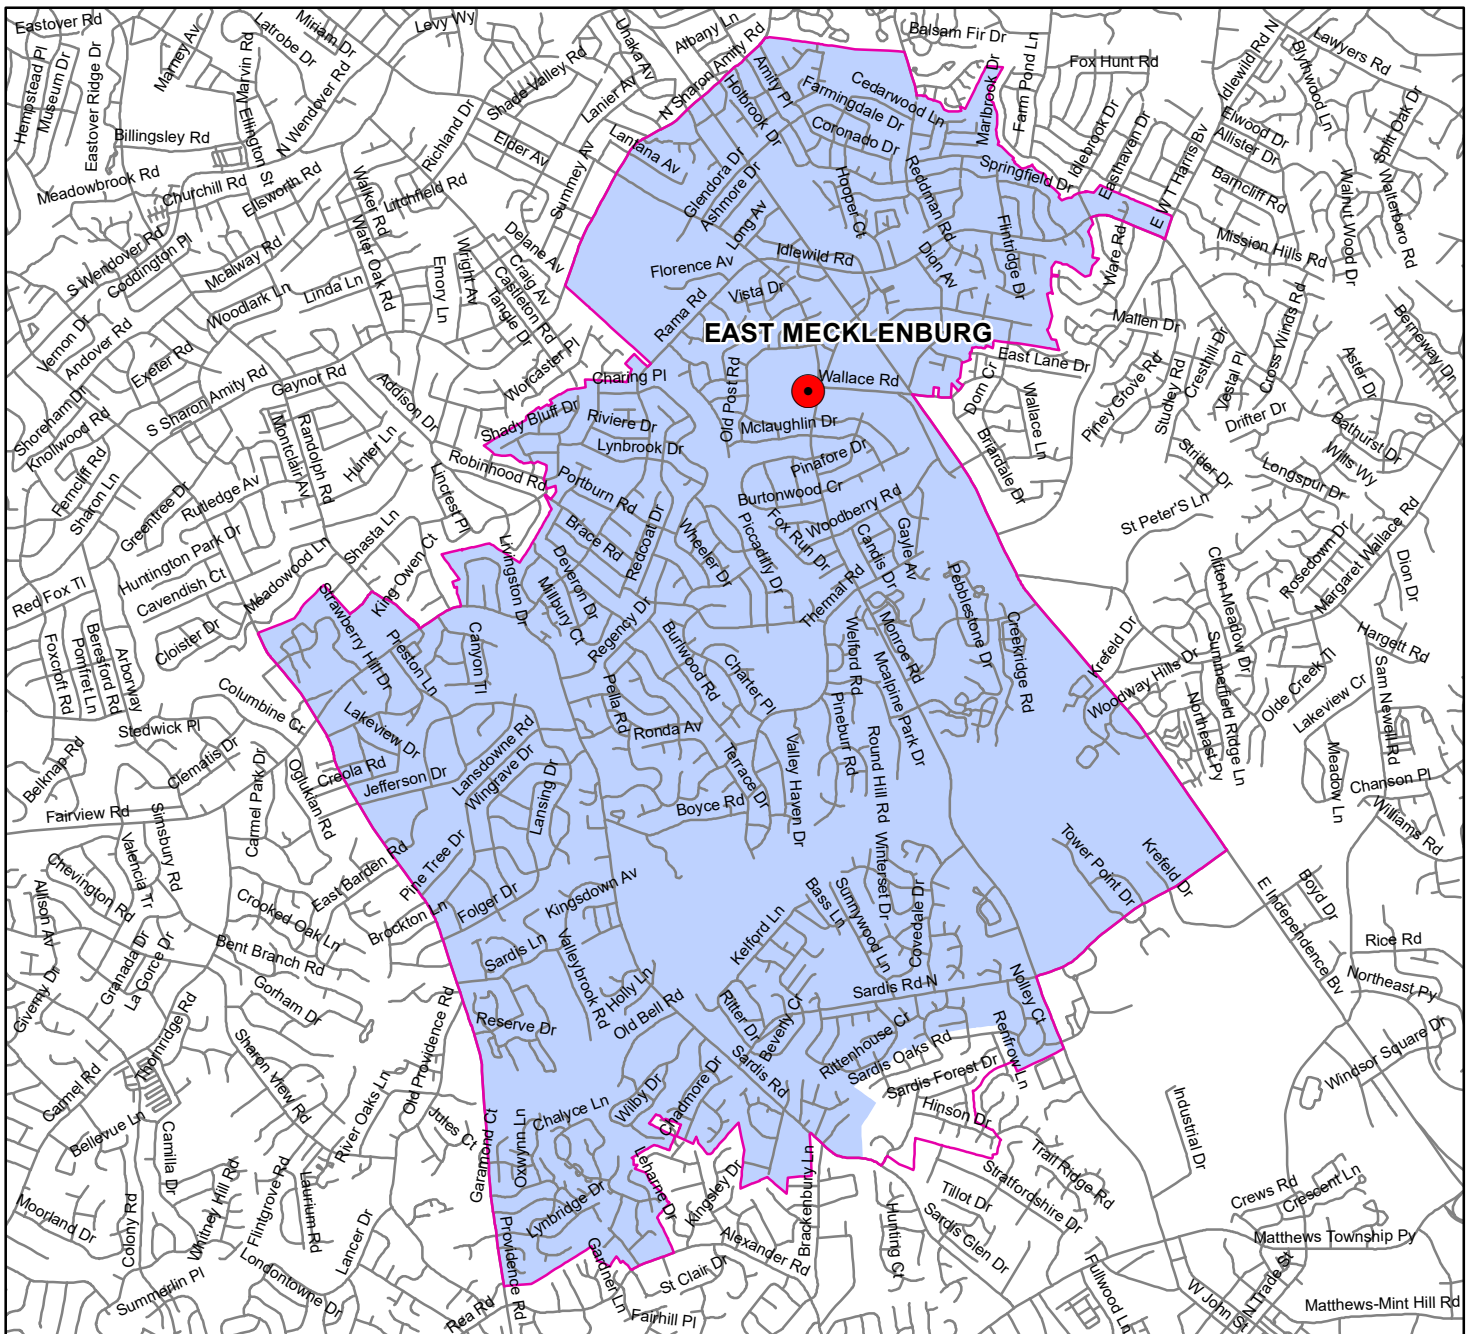 Eastover Rd
Latrobe Dr
Miriam Dr
Levy Wy
Dhaka Av
Albany Ln
N Sharon Amity Rd
Balsam Fir Dr
Idlewild Rd N
Lawyers Rd
Hempstead Pl
Museum Dr
Eastover Ridge Dr
Marney Av
Ellington St
Marvin Rd
N Wendover Rd
Shade Valley Rd
Lanier Av
Amity Pl
Holbrook Dr
Farmingdale Dr
Cedarwood Ln
Marlbrook Dr
Farm Pond Ln
Fox Hunt Rd
Blythwood Ln
Split Oak Dr
Billingsley Rd
Richland Dr
Elder Av
Lantana Av
Coronado Dr
Idlebrook Dr
Easthaven Dr
Elwood Dr
Allister Dr
Meadowbrook Rd
Churchill Rd
Ellsworth Rd
Walker Rd
Litchfield Rd
Summey Av
Glendora Dr
Ashmore Dr
Hooper Ct
Reddman Rd
Springfield Dr
E W T Harris Bv
Barncliff Rd
Walnut Wood Dr
Waterboro Rd
S Wendover Rd
Coddington Pl
Mcalway Rd
Water Oak Rd
Delane Av
Long Av
Idlewild Rd
Flintridge Dr
Ware Rd
Mission Hills Rd
Vernon Dr
Andover Rd
Woodlark Ln
Linda Ln
Emory Ln
Wright Av
Craig Av
Castleton Rd
Tangle Dr
Florence Av
Rama Rd
Vista Dr
Dion Av
Mallen Dr
Cross Winds Rd
Berneway Dr
EAST MECKLENBURG
Exeter Rd
Shoreham Dr
Knollwood Rd
S Sharon Amity Rd
Gaynor Rd
Addison Dr
Worcaster Pl
Charing Pl
Old Post Rd
Wallace Rd
East Lane Dr
Dorn Cr
Wallace Ln
Piney Grove Rd
Studley Rd
Cresthill Dr
Vestal Pl
Aster Dr
Drifter Dr
Shady Bluff Dr
Riviere Dr
Lynbrook Dr
Mclaughlin Dr
Montclair Av
Randolph Rd
Hunter Ln
Robinhood Rd
Pinafore Dr
Briardale Dr
Strider Dr
Bathurst Dr
Wills Wy
Longspur Dr
Ferncliff Rd
Sharon Ln
Greentree Dr
Rutledge Av
Lincrest Pl
Portburn Rd
Burtonwood Cr
Woodberry Rd
St Peter'S Ln
Huntington Park Dr
Cavendish Ct
Shasta Ln
Brace Rd
Redcoat Dr
Wheeler Dr
Piccadilly Dr
Fox Run Dr
Candis Dr
Gayle Av
Rosedown Dr
Margaret Wallace Rd
Red Fox Tl
Meadowood Ln
King Owen Ct
Livingston Dr
Deveron Dr
Millbury Ct
Thermal Rd
Pebblestone Dr
Clifton Meadow Dr
Dion Dr
Foxcroft Rd
Pomfret Ln
Beresford Rd
Arborway
Cloister Dr
Strawberry Hill Dr
Preston Ln
Canyon Tl
Regency Dr
Burlwood Rd
Welford Rd
Monroe Rd
Creekridge Rd
Krefeld Dr
Summerfield Ridge Ln
Hargett Rd
Stedwick Pl
Columbine Cr
Pella Rd
Charter Pl
Mcalpine Park Dr
Woodway Hills Dr
Northeast Py
Olde Creek Tl
Lakeview Cr
Sam Newell Rd
Belknap Rd
Clematis Dr
Lakeview Dr
Creola Rd
Jefferson Dr
Lansdowne Rd
Wingrave Dr
Ronda Av
Terrace Dr
Valley Haven Dr
Pineburr Rd
Round Hill Rd
Meadow Ln
Chanson Pl
Fairview Rd
Simsbury Rd
Carmel Park Dr
Oglukian Rd
Lansing Dr
Boyce Rd
Williams Rd
Chevington Rd
Valencia Tr
Pine Tree Dr
Winterset Dr
Tower Point Dr
Krefeld Dr
Allison Av
Crooked Oak Ln
East Barden Rd
Brockton Ln
Folger Dr
Kingsdown Av
Bass Ln
Sunnywood Ln
Covedale Dr
E Independence Bv
Boyd Dr
Granada Dr
La Gorce Dr
Bent Branch Rd
Sardis Ln
Valleybrook Rd
Kelford Ln
Rice Rd
Giverny Dr
Gorham Dr
Holly Ln
Old Bell Rd
Sardis Rd N
Nolley Ct
Northeast Py
Thornridge Rd
Old Providence Rd
Reserve Dr
Ritter Dr
Beverly Cr
Rittenhouse Cr
Sardis Oaks Rd
Renfrow Ln
Windsor Square Dr
Carmel Rd
Sharon View Rd
River Oaks Ln
Sardis Rd
Sardis Forest Dr
Bellevue Ln
Jules Ct
Chalyce Ln
Wilby Dr
Chadmore Dr
Hinson Dr
Industrial Dr
Camilla Dr
Garamond Ct
Oxwynn Ln
Leharne Dr
Kingsley Dr
Brackenbury Ln
Trail Ridge Rd
Straffordshire Dr
Crews Rd
Crescent Ln
Moorland Dr
Colony Rd
Whitney Hill Rd
Flintgrove Rd
Laurium Rd
Lancer Dr
Lynbridge Dr
Tillot Dr
Hunting Ct
Sardis Glen Dr
Matthews Township Py
Londontowne Dr
Providence Rd
Gardner Ln
Alexander Rd
St Clair Dr
Fullwood Ln
Summerlin Pl
Rea Rd
Fairhill Pl
W John St
N Trade St
Matthews-Mint Hill Rd